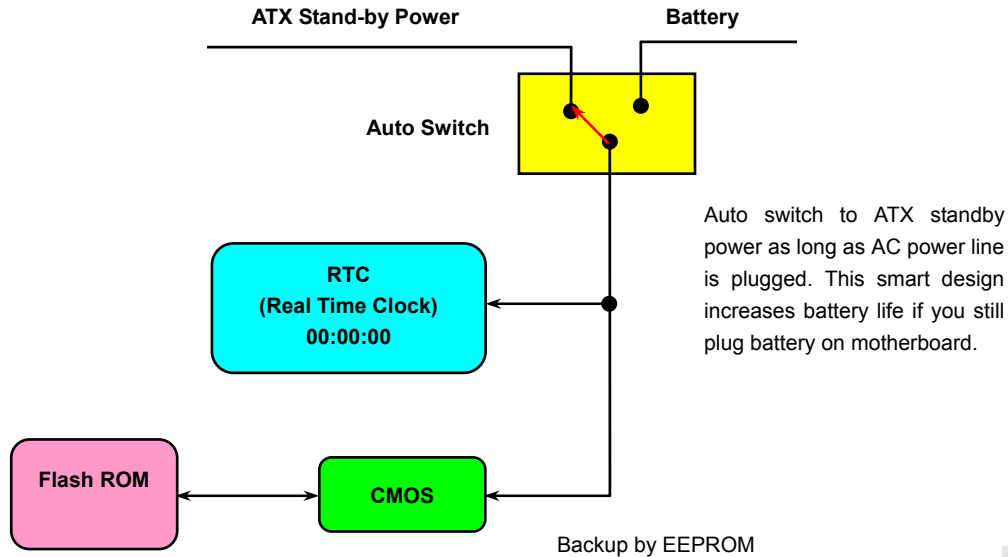 ATX Stand-by Power
Battery
Auto Switch
Auto switch to ATX standby
power as long as AC power line
is plugged. This smart design
increases battery life if you still
plug battery on motherboard.
RTC
(Real Time Clock)
00:00:00
Flash ROM
CMOS
Backup by EEPROM